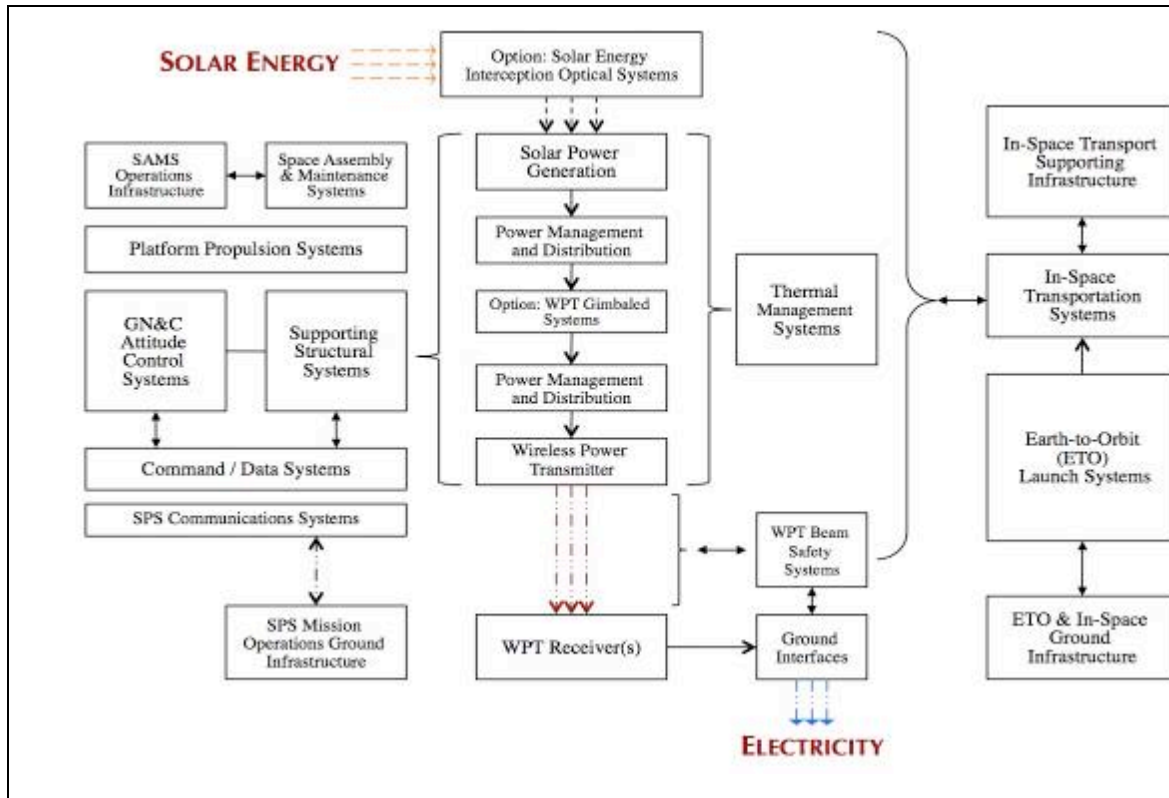 SOLAR ENERGY
Option: Solar Energy
Interception Optical Systems
SAMS
Operations
Infrastructure
Space Assembly
& Maintenance
Systems
Solar Power
Generation
In-Space Transport
Supporting
Infrastructure
Platform Propulsion Systems
Power Management
and Distribution
GN&C
Attitude
Control
Systems
Supporting
Structural
Systems
Option: WPT Gimbaled
Systems
Thermal
Management
Systems
In-Space
Transportation
Systems
Power Management
and Distribution
Command / Data Systems
Wireless Power
Transmitter
Earth-to-Orbit
(ETO)
Launch Systems
SPS Communications Systems
WPT Beam
Safety
Systems
SPS Mission
Operations Ground
Infrastructure
WPT Receiver(s)
Ground
Interfaces
ETO & In-Space
Ground
Infrastructure
ELECTRICITY